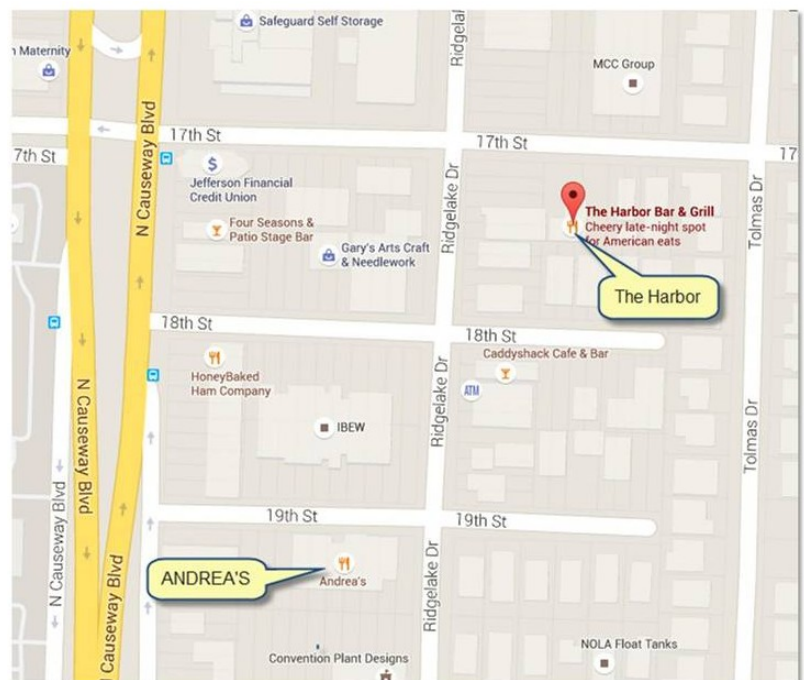 Safeguard Self Storage
Ridgela
Maternity
MCC Group
17th St
17th St
7th St
17
Jefferson Financial
Credit Union
N Causeway Blvd
Four Seasons &
Patio Stage Bar
Gary's Arts Craft
& Needlework
Ridgelake Dr
The Harbor Bar & Grill
Cheery late-night spot
for American eats
Tolmas Dr
The Harbor
18th St
18th St
Caddyshack Cafe & Bar
HoneyBaked
Ham Company
ATM
IBEW
N Causeway Blvd
Ridgelake Dr
Tolmas Dr
N Causeway Blvd
19th St
19th St
ANDREA'S
Andrea's
Causeway Blvd
Ridgelake Dr
Convention Plant Designs
NOLA Float Tanks